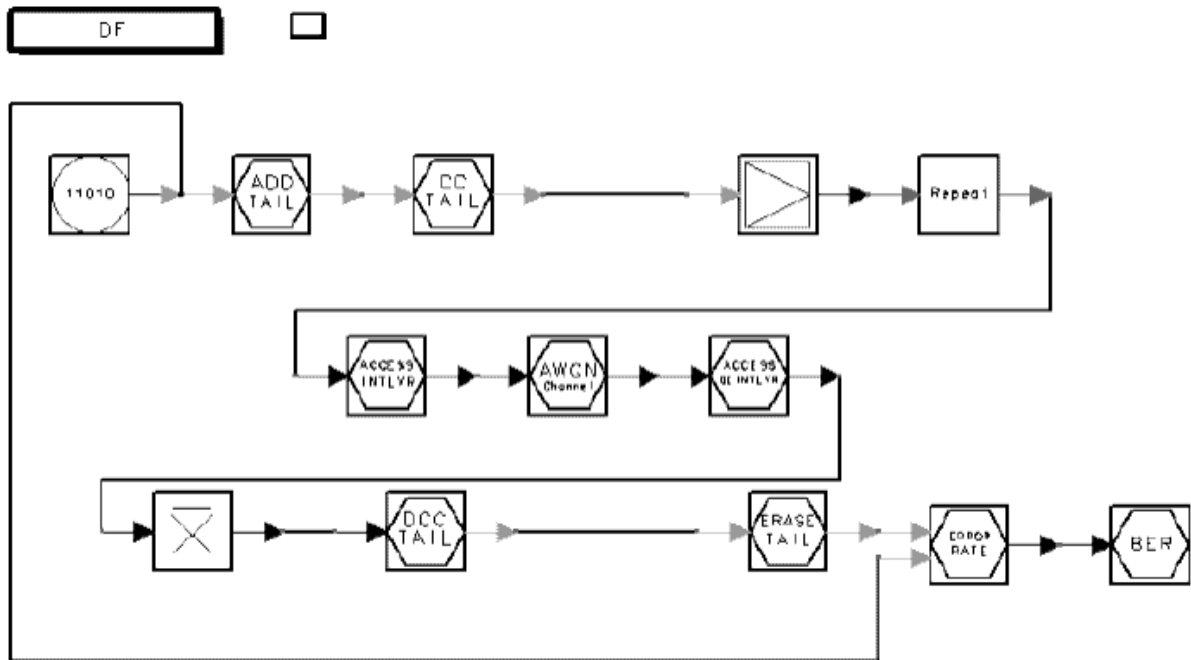 DF
11010
ADD
TAIL
CC
TAIL
Repeat
ACCESS
INTLVR
AWGN
Channel
ACCESS
DE INTLVR
DCC
TAIL
ERASE
TAIL
ERROR
RATE
BER